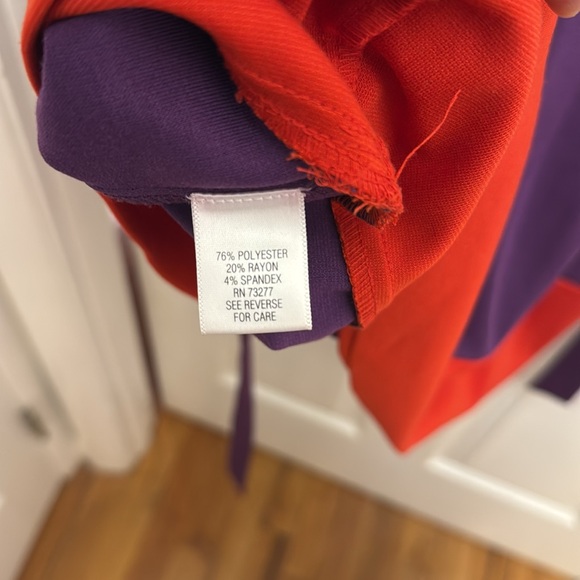 76% POLYESTER
20% RAYON
4% SPANDEX
RN 73277
SEE REVERSE
FOR CARE